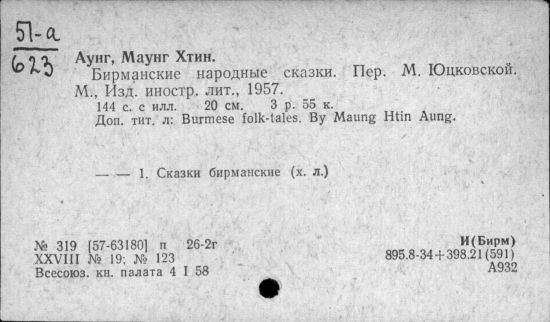 51-а
623
Аунг, Маунг Хтин.
Бирманские народные сказки. Пер. М. Юцковской.
М., Изд. иностр. лит., 1957.
144 с. с илл. 20 см. 3 р. 55 к.
Доп. тит. л: Burmese folk-tales. By Maung Htin Aung.
— — 1. Сказки бирманские (х. л.)
№ 319 [57-63180] п 26-2г
XXVIII № 19; № 123
Всесоюз. кн. палата 4 I 58
И(Бирм)
895.8-34+398.21(591)
А932